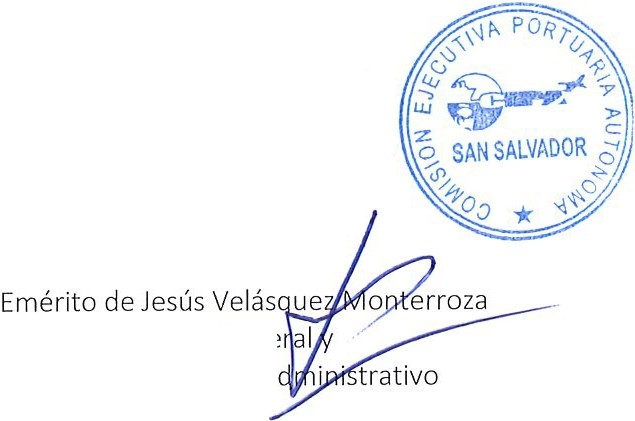 COMISION EJECUTIVA PORTUARIA AUTONOMA
SAN SALVADOR
Emérito de Jesús Velásquez Monterroza
eral y
dministrativo